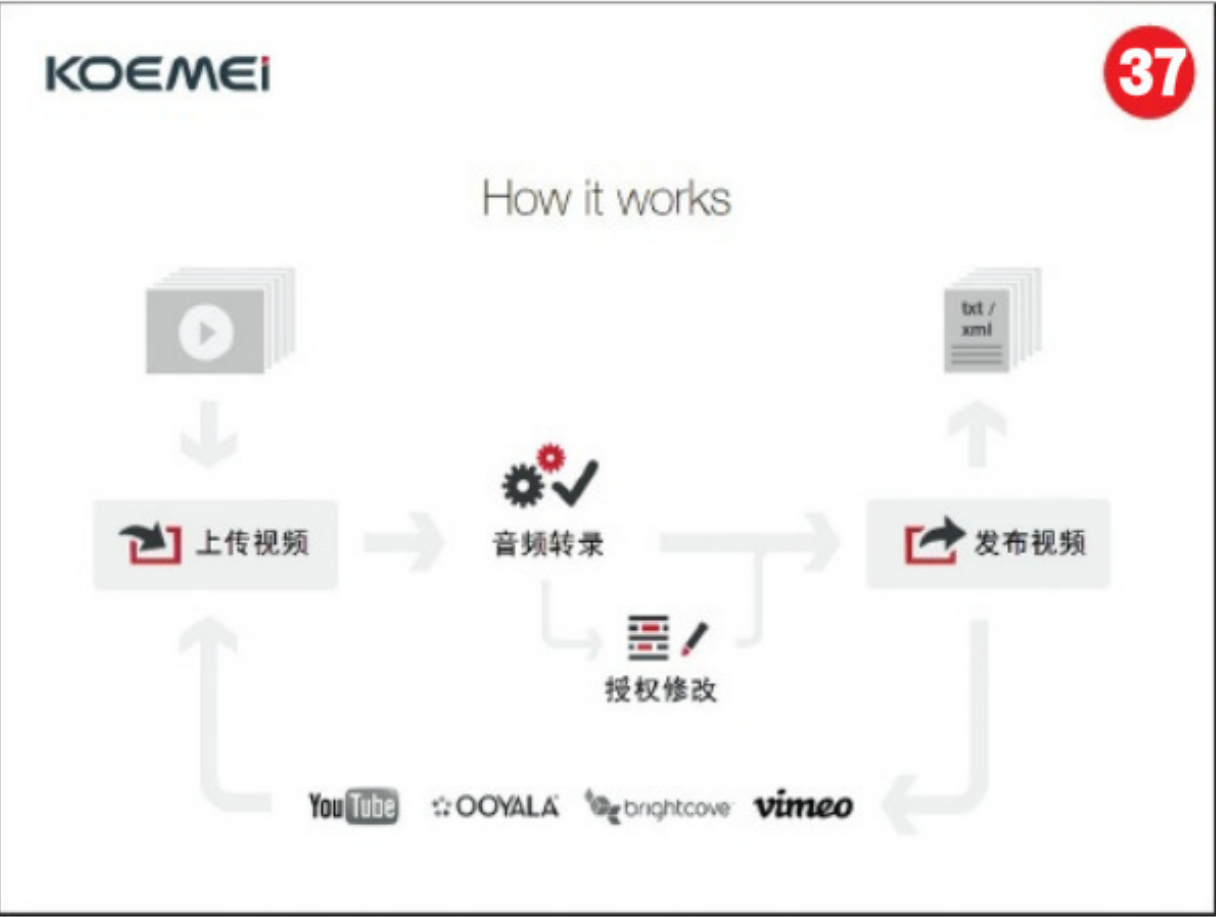 KOEMEi
37
How it works
txt /
xml
上传视频
音频转录
发布视频
授权修改
YouTube
OOYALA
brightcove
vimeo